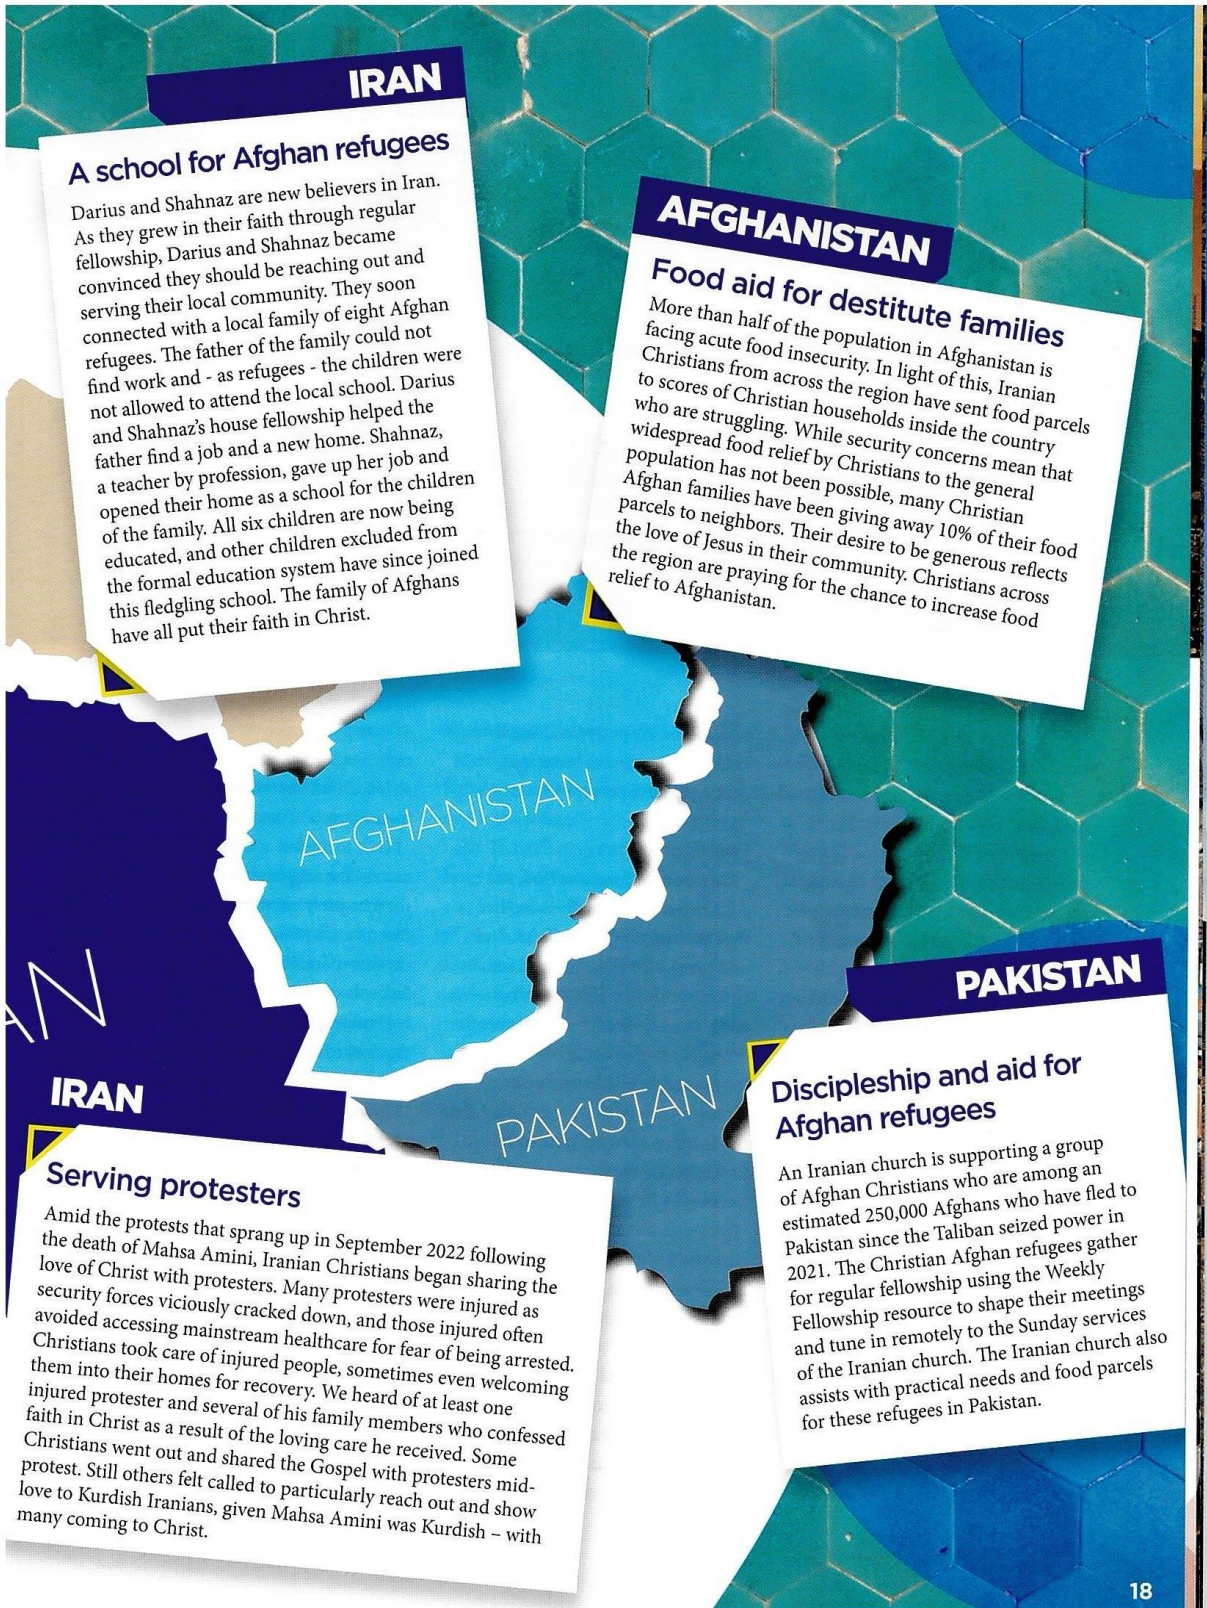 IRAN
A school for Afghan refugees
Darius and Shahnaz are new believers in Iran.
As they grew in their faith through regular
fellowship, Darius and Shahnaz became
convinced they should be reaching out and
serving their local community. They soon
connected with a local family of eight Afghan
refugees. The father of the family could not
find work and - as refugees - the children were
not allowed to attend the local school. Darius
and Shahnaz's house fellowship helped the
father find a job and a new home. Shahnaz,
a teacher by profession, gave up her job and
opened their home as a school for the children
of the family. All six children are now being
educated, and other children excluded from
the formal education system have since joined
this fledgling school. The family of Afghans
have all put their faith in Christ.
AFGHANISTAN
Food aid for destitute families
More than half of the population in Afghanistan is
facing acute food insecurity. In light of this, Iranian
Christians from across the region have sent food parcels
to scores of Christian households inside the country
who are struggling. While security concerns mean that
widespread food relief by Christians to the general
population has not been possible, many Christian
Afghan families have been giving away 10% of their food
parcels to neighbors. Their desire to be generous reflects
the love of Jesus in their community. Christians across
the region are praying for the chance to increase food
relief to Afghanistan.
AFGHANISTAN
AN
PAKISTAN
PAKISTAN
Discipleship and aid for
Afghan refugees
An Iranian church is supporting a group
of Afghan Christians who are among an
estimated 250,000 Afghans who have fled to
Pakistan since the Taliban seized power in
2021. The Christian Afghan refugees gather
for regular fellowship using the Weekly
Fellowship resource to shape their meetings
and tune in remotely to the Sunday services
of the Iranian church. The Iranian church also
assists with practical needs and food parcels
for these refugees in Pakistan.
IRAN
Serving protesters
Amid the protests that sprang up in September 2022 following
the death of Mahsa Amini, Iranian Christians began sharing the
love of Christ with protesters. Many protesters were injured as
security forces viciously cracked down, and those injured often
avoided accessing mainstream healthcare for fear of being arrested.
Christians took care of injured people, sometimes even welcoming
them into their homes for recovery. We heard of at least one
injured protester and several of his family members who confessed
faith in Christ as a result of the loving care he received. Some
Christians went out and shared the Gospel with protesters mid-
protest. Still others felt called to particularly reach out and show
love to Kurdish Iranians, given Mahsa Amini was Kurdish – with
many coming to Christ.
18